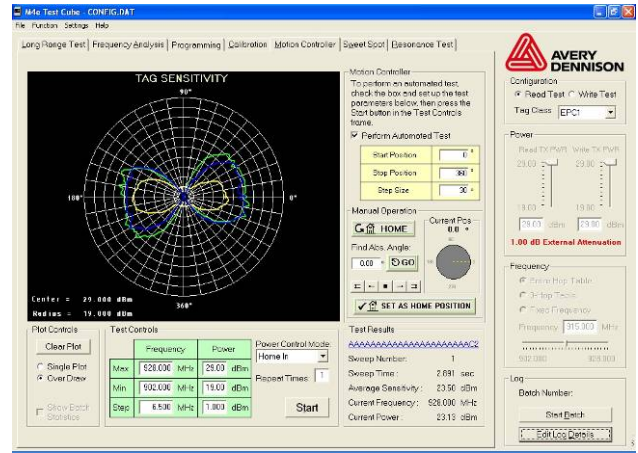 Ni4o Test Cube - CONFIG.DAT
File Function Settings Help
Long Range Test Frequency Analysis Programming Calibration Motion Controller Sweet Spot Resonance Test
TAG SENSITIVITY
90°
180°
0°
360°
Center = 29.000 dBm
Radius = 19.000 dBm
Motion Controller
To perform an automated test,
check the box and set up the test
parameters below, then press the
Start button in the Test Controls
frame.
Perform Automated Test
Start Position 0 °
Stop Position 360 °
Step Size 30 °
Manual Operation
HOME
Current Pos
0.0 °
Find Abs. Angle:
0.00 ° GO
SET AS HOME POSITION
Plot Controls
Clear Plot
Single Plot
Over Draw
Show Batch
Statistics
Test Controls
Frequency Power
Max 928.000 MHz 29.00 dBm
Min 902.000 MHz 19.00 dBm
Step 6.500 MHz 1.000 dBm
Power Control Mode:
Home In
Repeat Times: 1
Start
Test Results
Sweep Number: 1
Sweep Time: 2.691 sec
Average Sensitivity: 23.50 dBm
Current Frequency: 928.000 MHz
Current Power: 23.13 dBm
AVERY
DENNISON
Configuration
Read Test Write Test
Tag Class EPC1
Power
Read TX PWR Write TX PWR
29.00 29.00
19.00 19.00
29.00 dBm 29.00 dBm
1.00 dB External Attenuation
Frequency
Hop Table
Fixed Frequency
Frequency 915.000 MHz
902.000 928.000
Log
Batch Number:
Start Batch
Edit Log Details